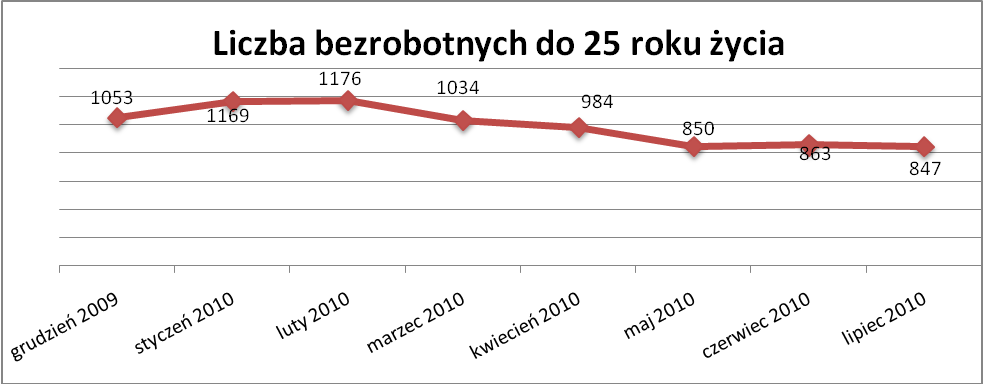 Liczba bezrobotnych do 25 roku życia
1053
1169
1176
1034
984
850
863
847
grudzień 2009
styczeń 2010
luty 2010
marzec 2010
kwiecień 2010
maj 2010
czerwiec 2010
lipiec 2010